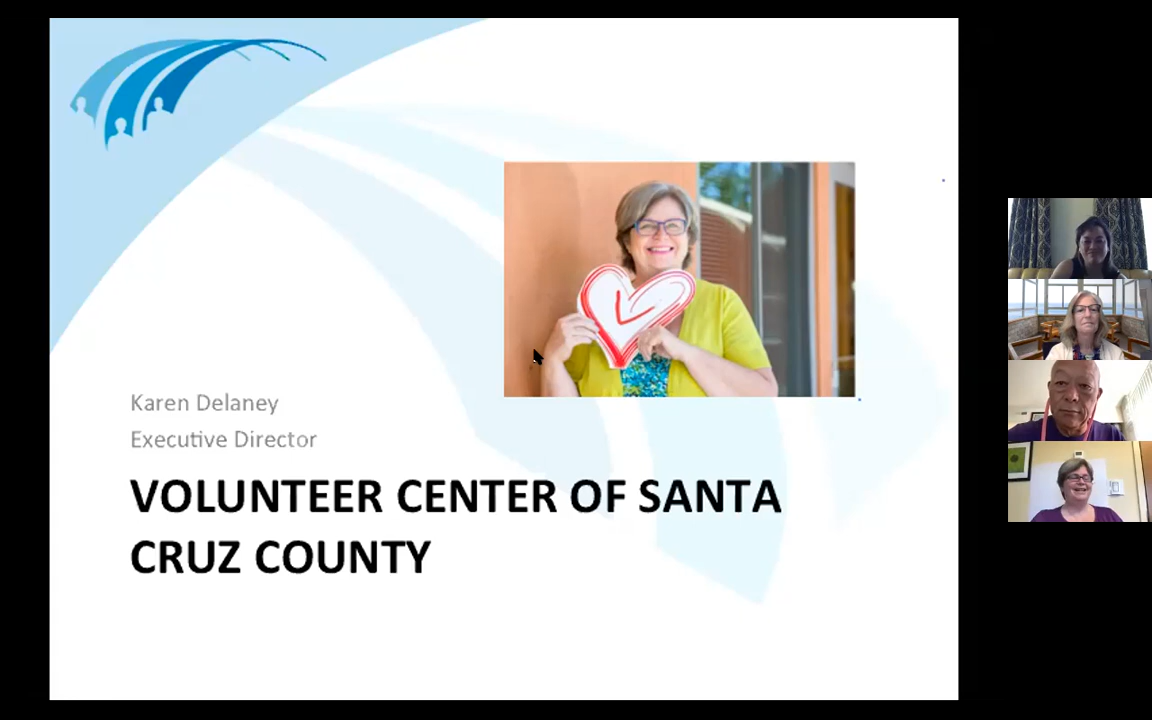 Karen Delaney
Executive Director
VOLUNTEER CENTER OF SANTA
CRUZ COUNTY